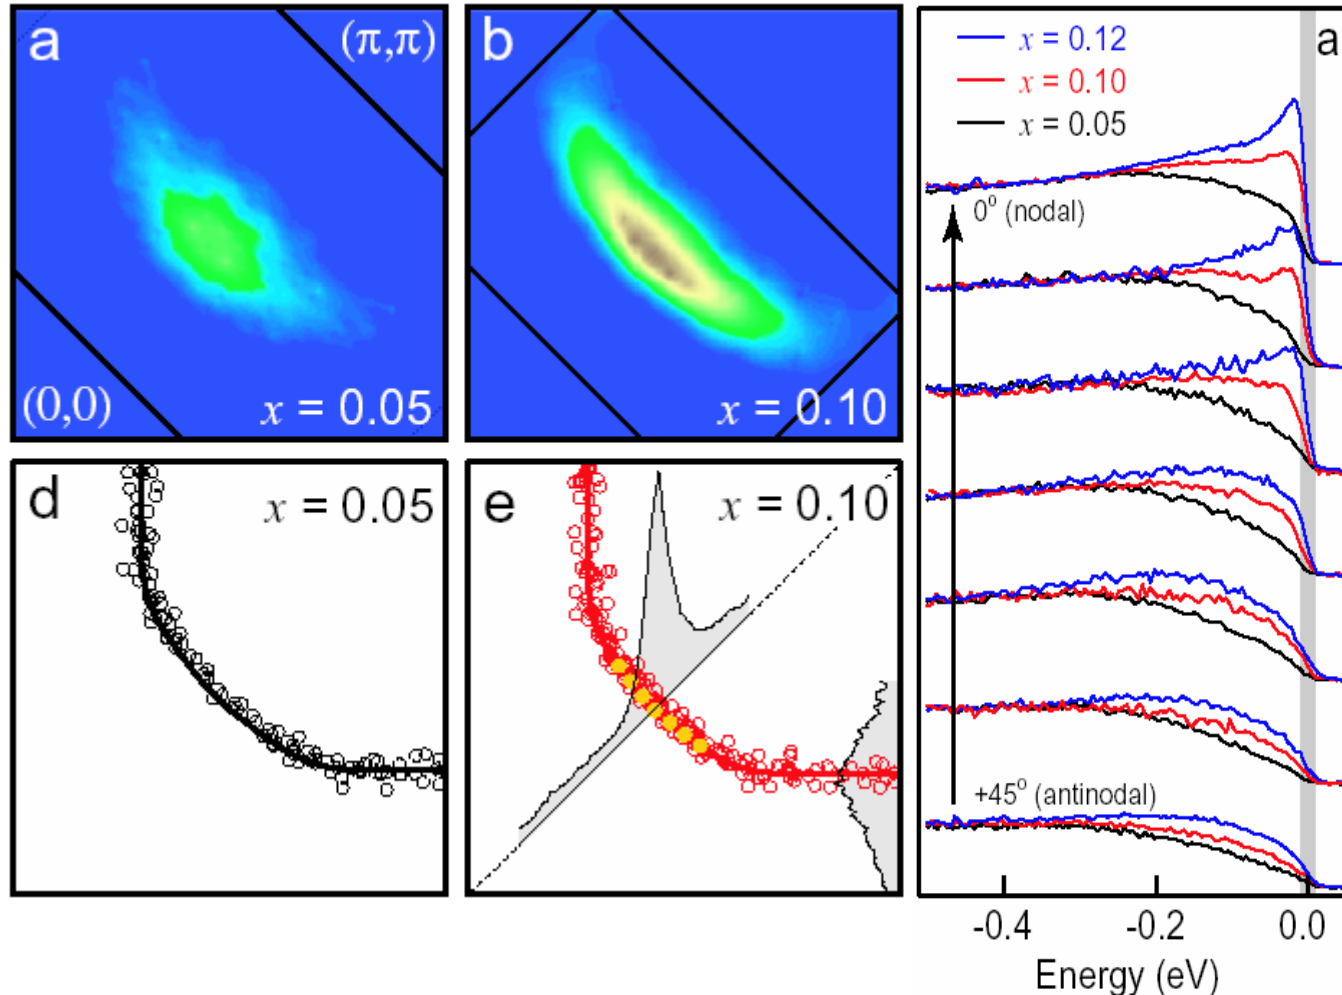 a
(π,π)
(0,0)
x = 0.05
b
x = 0.10
d
x = 0.05
e
x = 0.10
a
x = 0.12
x = 0.10
x = 0.05
0° (nodal)
+45° (antinodal)
-0.4
-0.2
0.0
Energy (eV)